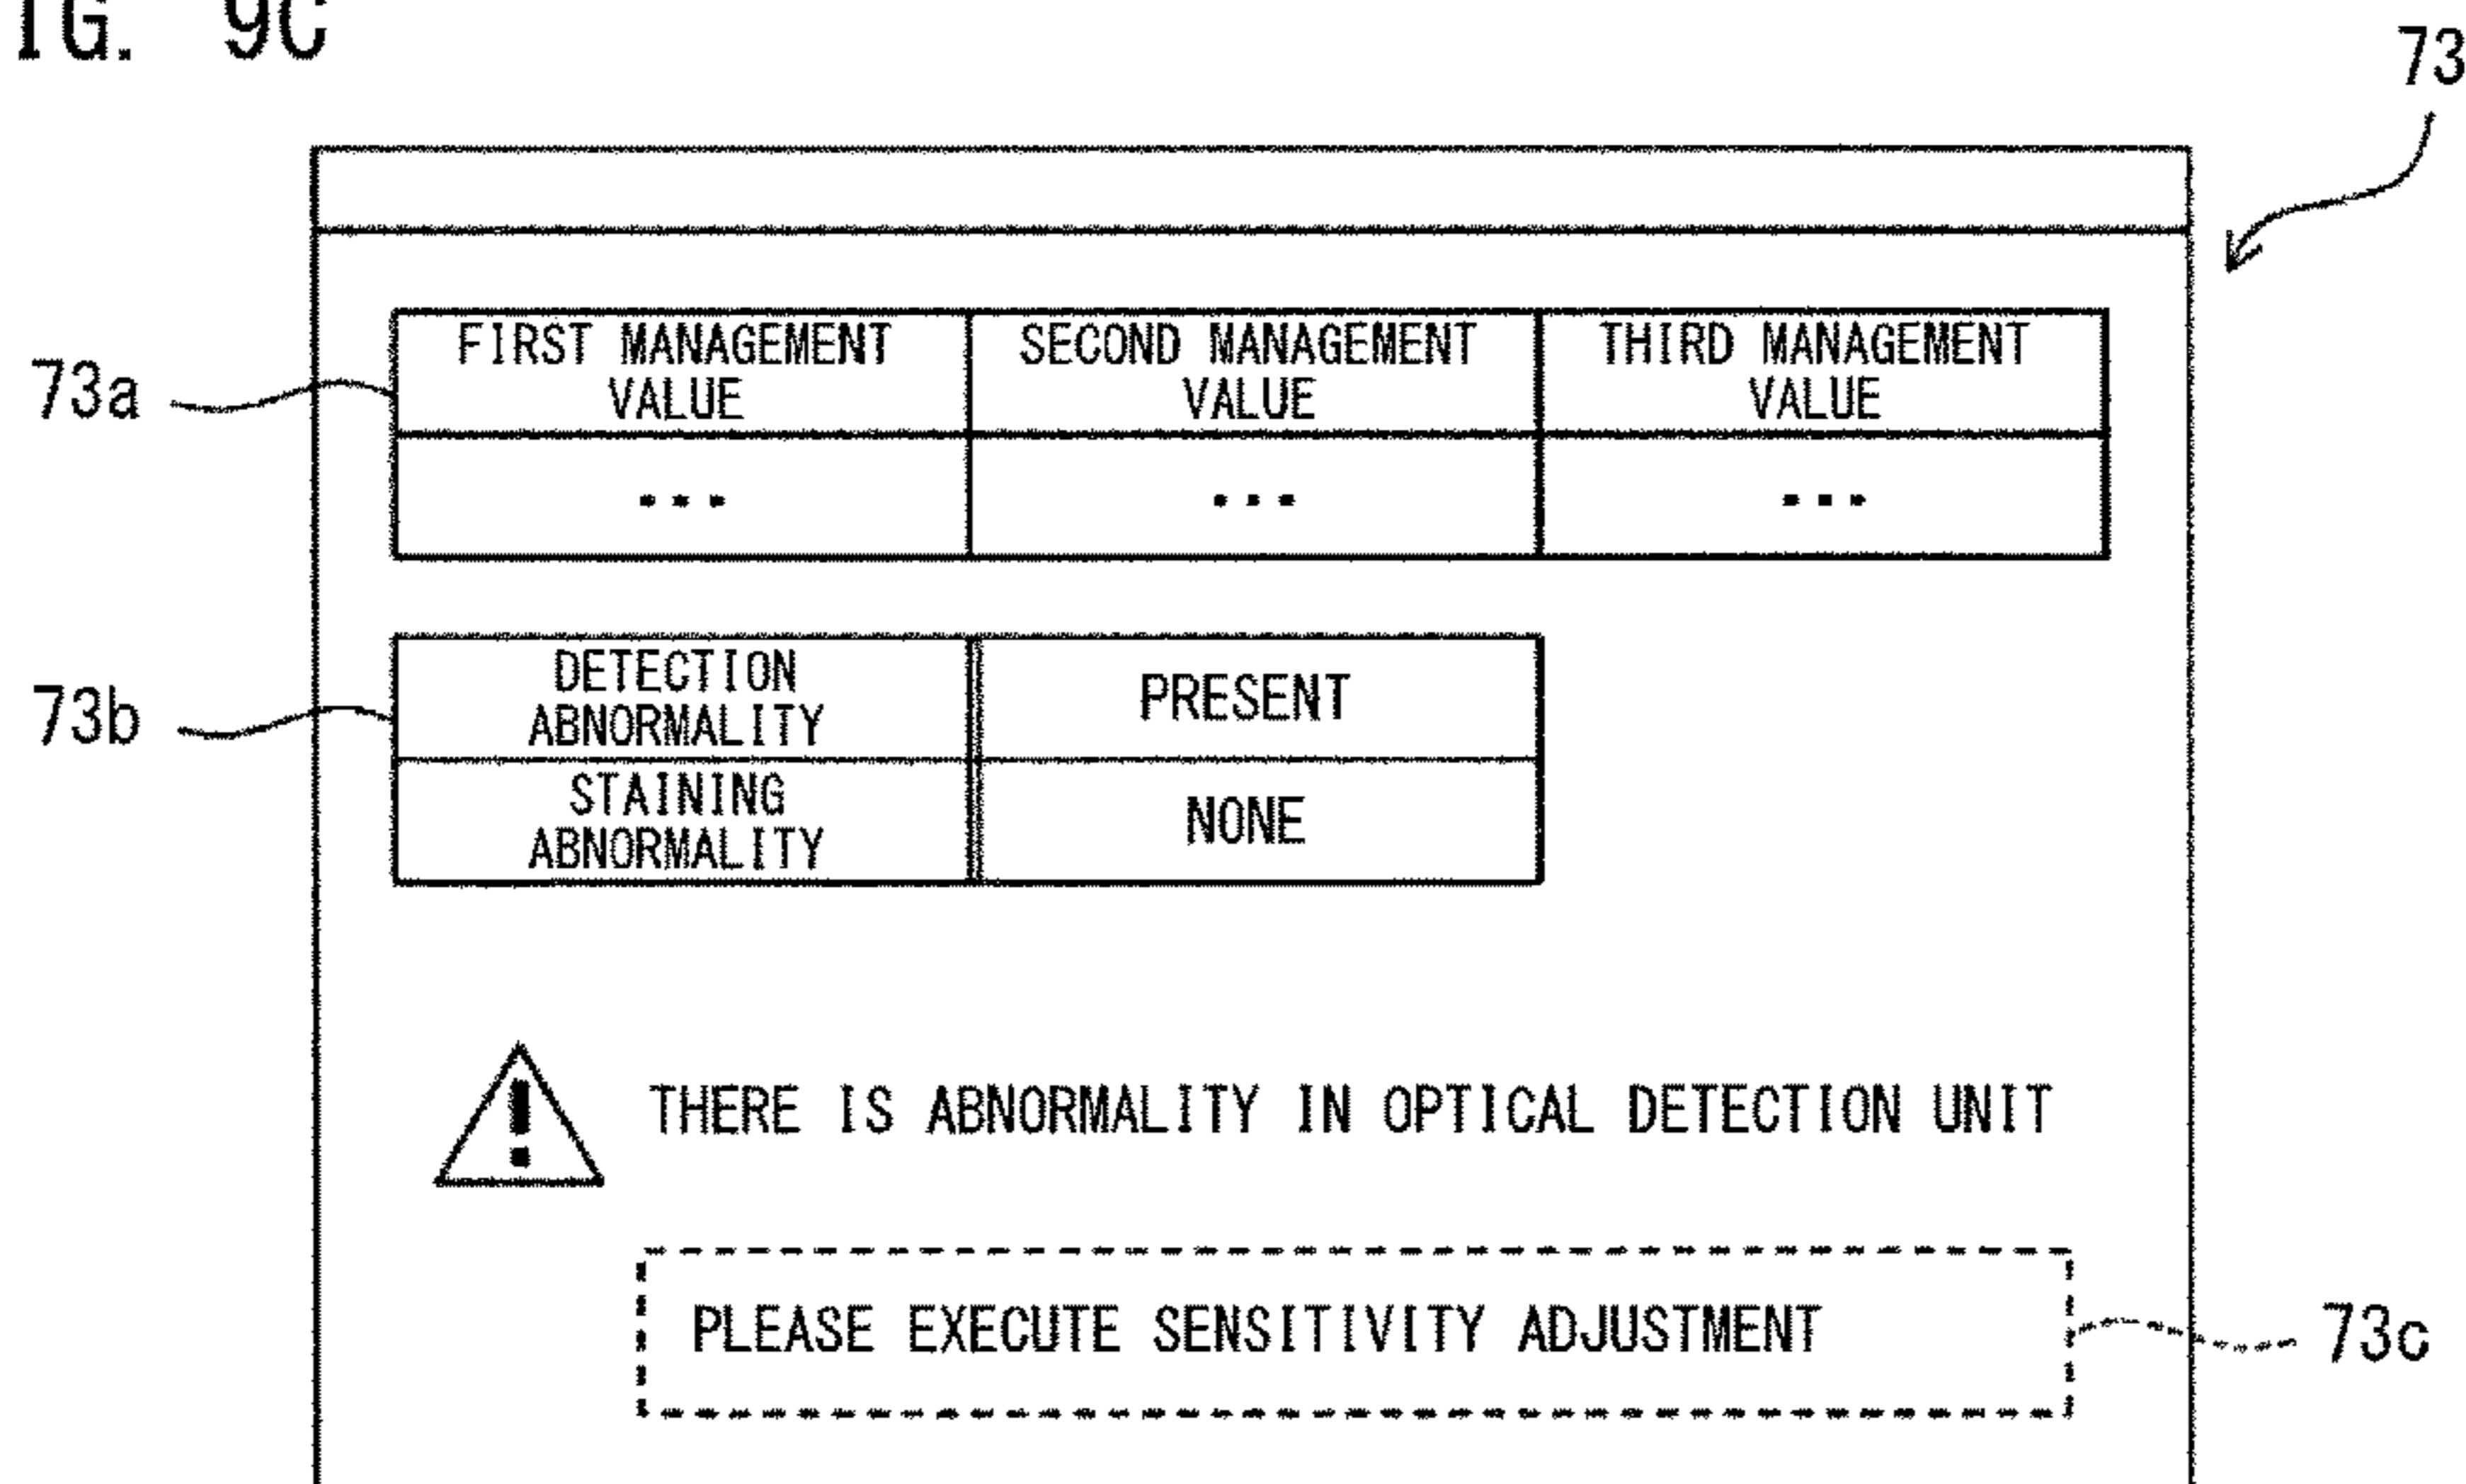 IG. 9C
73
73a
FIRST MANAGEMENT VALUE
SECOND MANAGEMENT VALUE
THIRD MANAGEMENT VALUE
...
...
...
73b
DETECTION ABNORMALITY
PRESENT
STAINING ABNORMALITY
NONE
THERE IS ABNORMALITY IN OPTICAL DETECTION UNIT
PLEASE EXECUTE SENSITIVITY ADJUSTMENT
73c